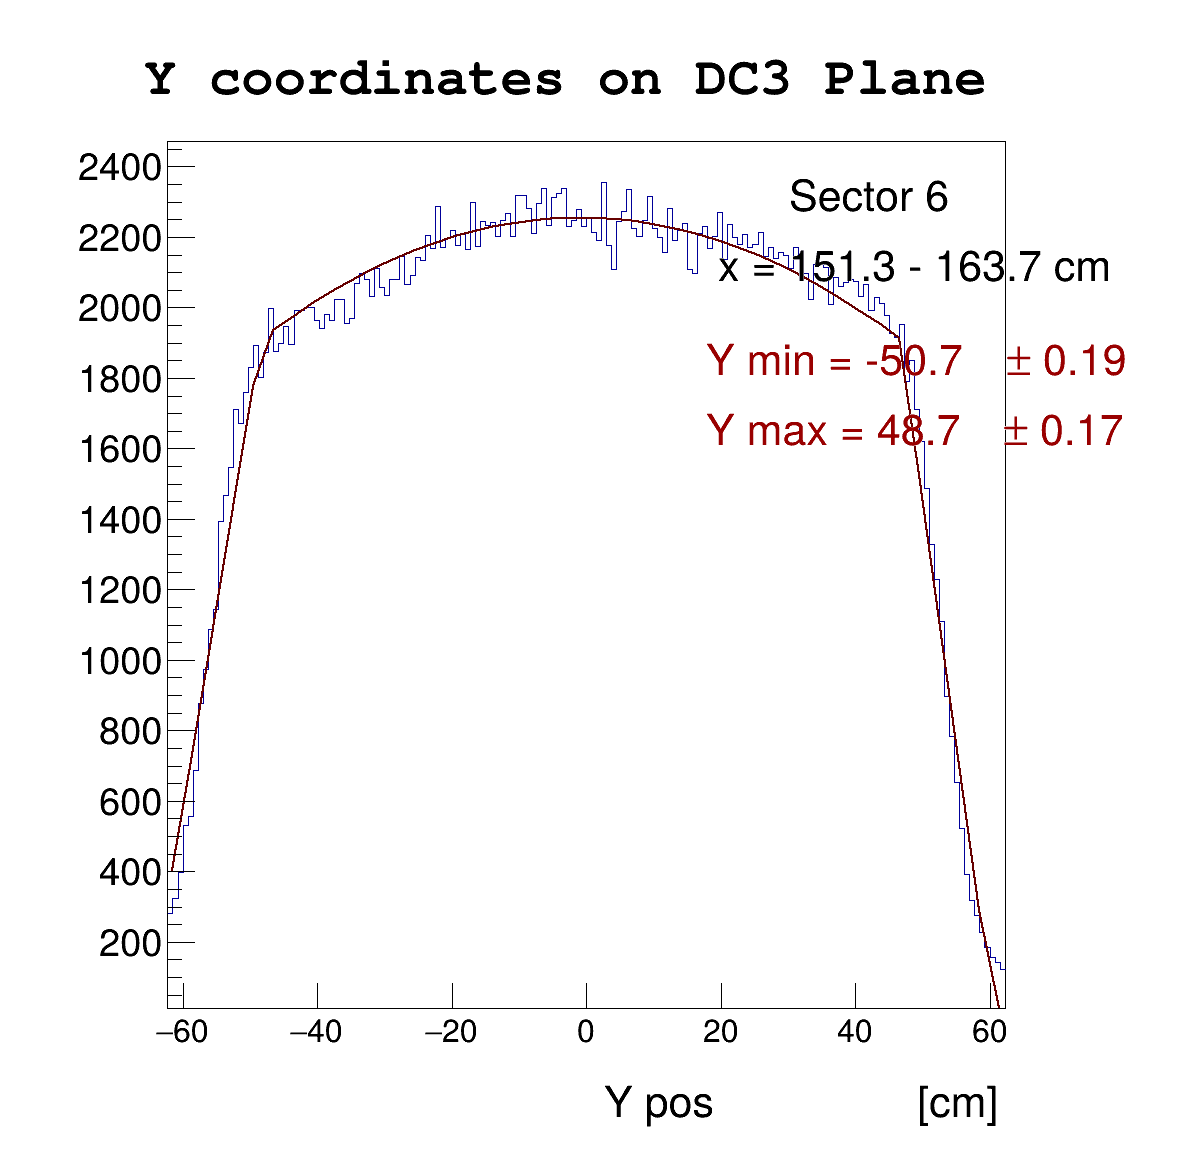 Y coordinates on DC3 Plane
2400
Sector 6
2200
x = 151.3 - 163.7 cm
2000
1800
Y min = -50.7 ± 0.19
1600
Y max = 48.7 ± 0.17
1400
1200
1000
800
600
400
200
−60 −40 −20 0 20 40 60
Y pos [cm]